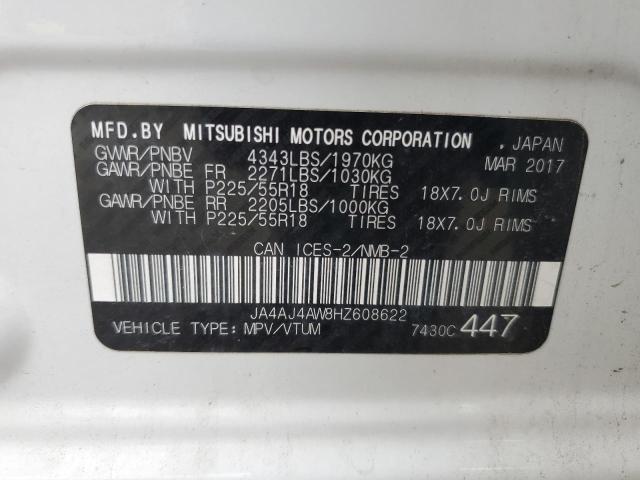 MFD.BY MITSUBISHI MOTORS CORPORATION , JAPAN
GVWR/PNBV 4343LBS/1970KG MAR 2017
GAWR/PNBE FR 2271LBS/1030KG
WITH P225/55R18 TIRES 18X7.0J RIMS
GAWR/PNBE RR 2205LBS/1000KG
WITH P225/55R18 TIRES 18X7.0J RIMS
CAN ICES-2/NMB-2
JA4AJ4AW8HZ608622
VEHICLE TYPE: MPV/VTUM 7430C 447